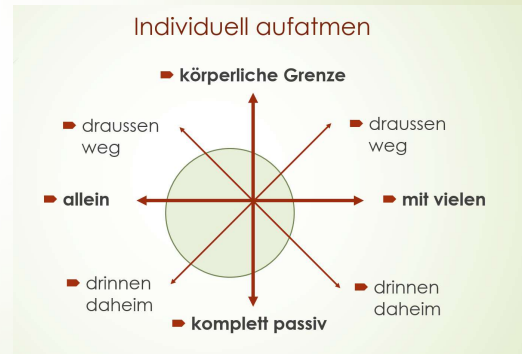 Individuell aufatmen
körperliche Grenze
draussen
weg
draussen
weg
allein
mit vielen
drinnen
daheim
drinnen
daheim
komplett passiv